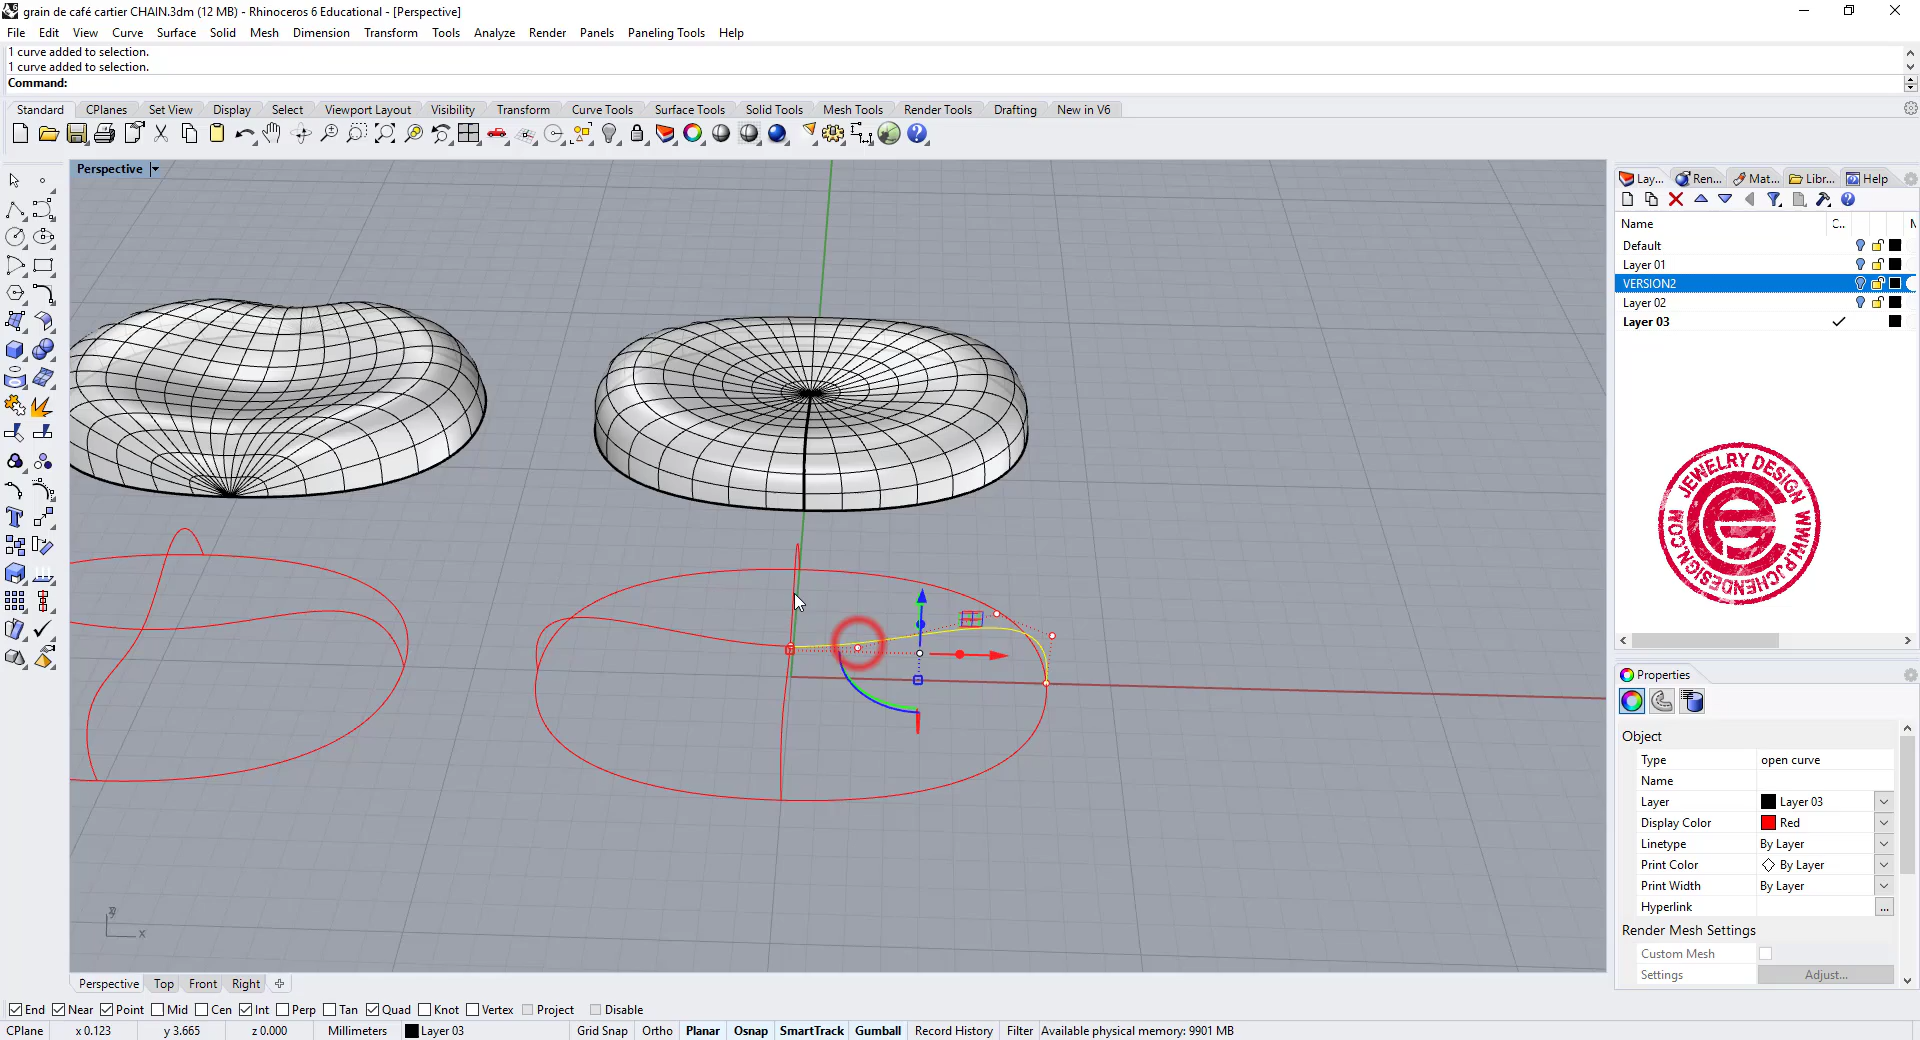 grain de café cartier CHAIN.3dm (12 MB) - Rhinoceros 6 Educational - [Perspective]
File Edit View Curve Surface Solid Mesh Dimension Transform Tools Analyze Render Panels Paneling Tools Help
1 curve added to selection.
1 curve added to selection.
Command:
Standard CPlanes Set View Display Select Viewport Layout Visibility Transform Curve Tools Surface Tools Solid Tools Mesh Tools Render Tools Drafting New in V6
Perspective
Lay... Ren... Mat... Libr... Help
Name C.. M
Default
Layer 01
VERSION2
Layer 02
Layer 03
JEWELRY DESIGN WWW.PJCHENDESIGN.COM
Properties
Object
Type open curve
Name
Layer Layer 03
Display Color Red
Linetype By Layer
Print Color By Layer
Print Width By Layer
Hyperlink ...
Render Mesh Settings
Custom Mesh
Settings Adjust...
x
Perspective Top Front Right
End Near Point Mid Cen Int Perp Tan Quad Knot Vertex Project Disable
CPlane x 0.123 y 3.665 z 0.000 Millimeters Layer 03 Grid Snap Ortho Planar Osnap SmartTrack Gumball Record History Filter Available physical memory: 9901 MB